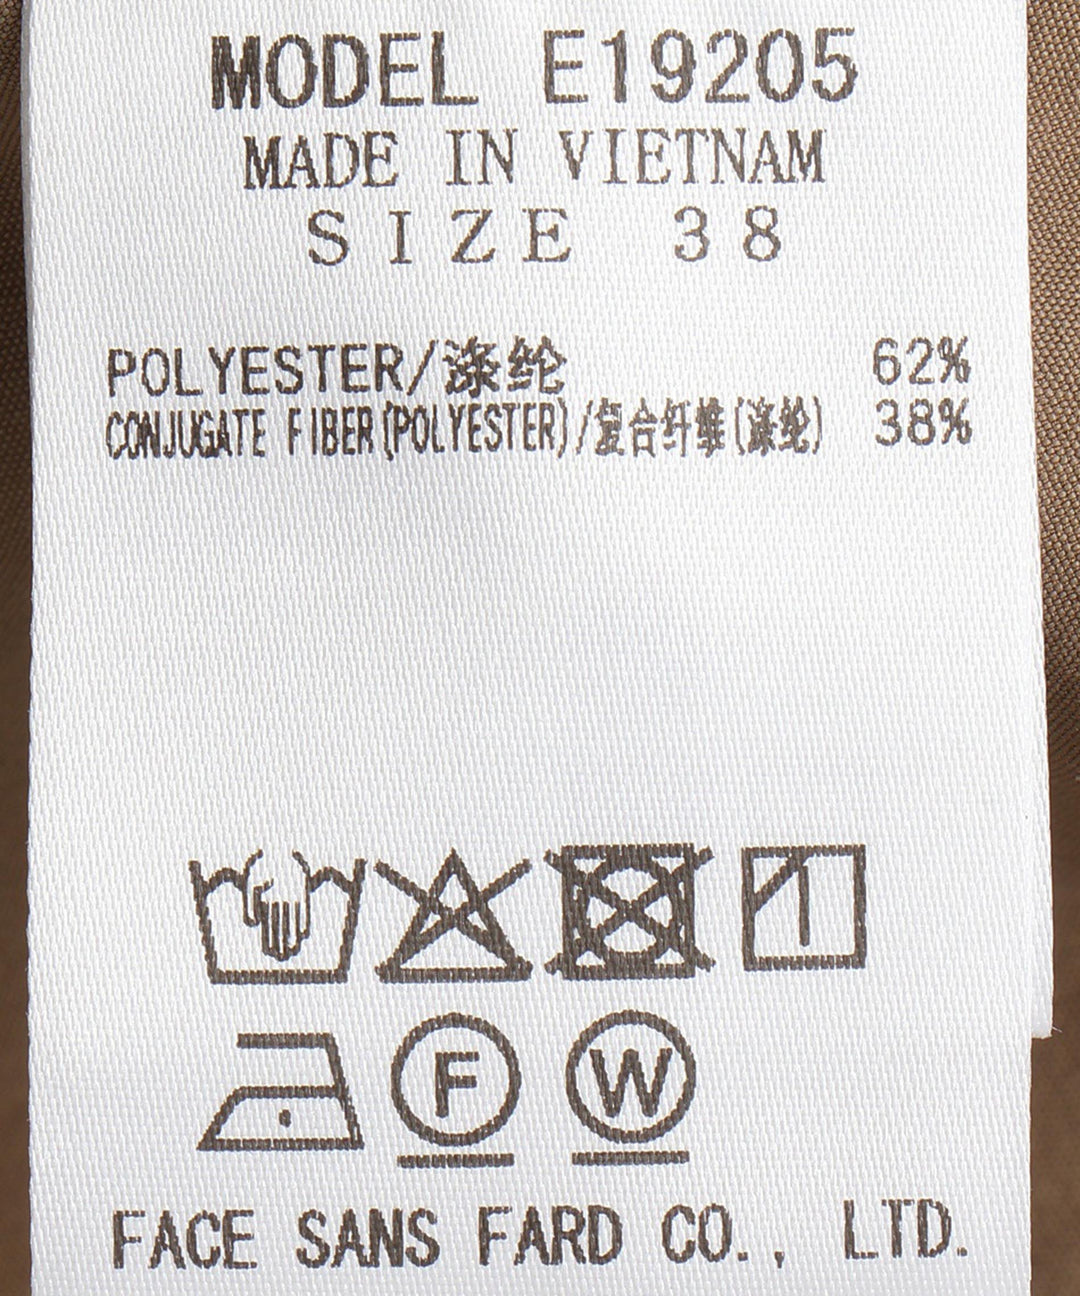 MODEL E19205
MADE IN VIETNAM
SIZE 38
POLYESTER/涤纶 62%
CONJUGATE FIBER(POLYESTER)/复合纤维(涤纶) 38%
F W
FACE SANS FARD CO., LTD.